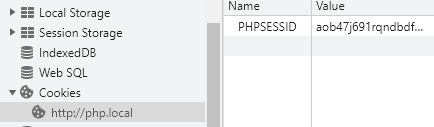 Local Storage
Session Storage
IndexedDB
Web SQL
Cookies
http://php.local
Name Value
PHPSESSID aob47j691rqndbdf...